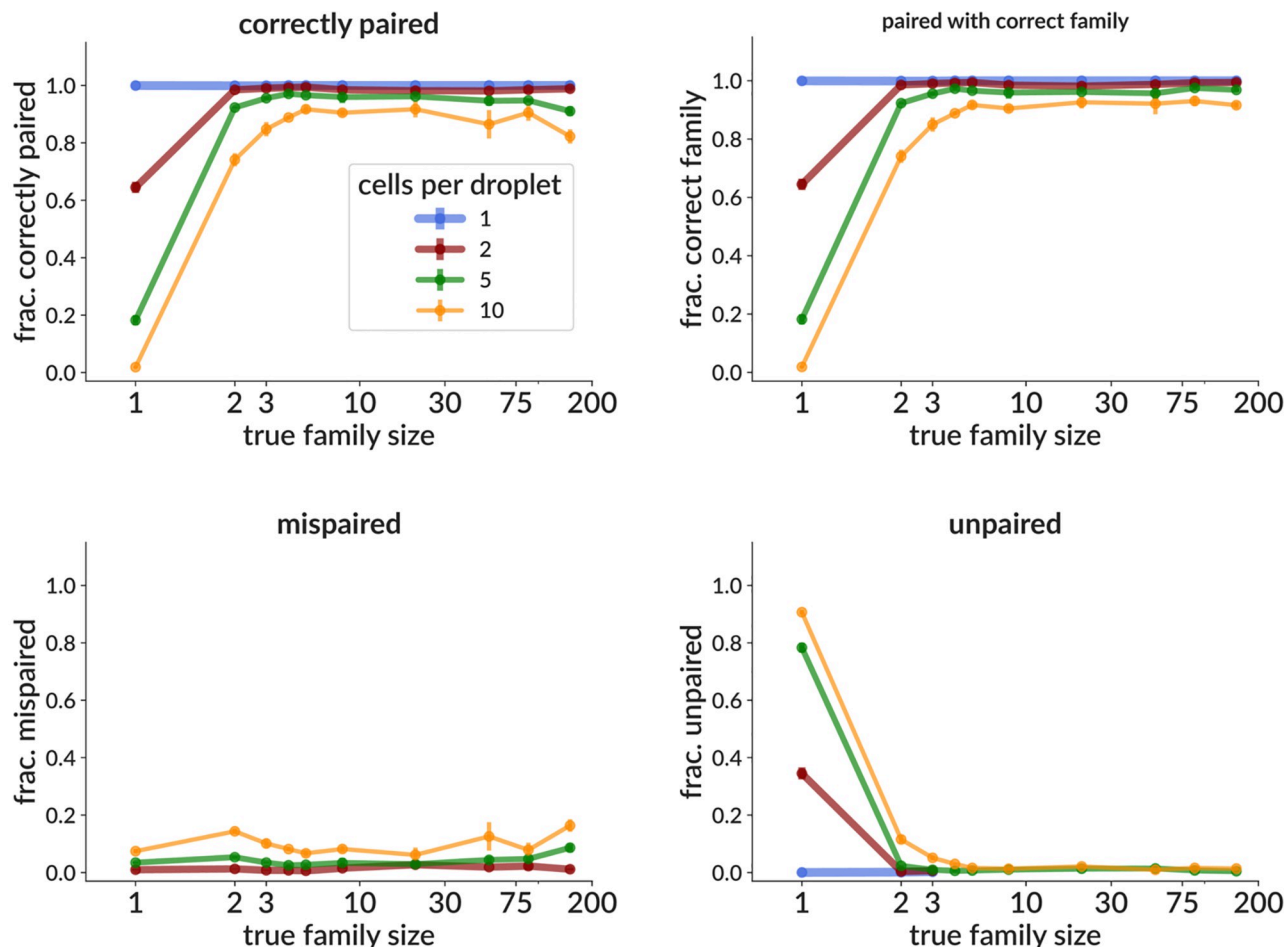 correctly paired
frac. correctly paired
1.0
0.8
0.6
0.4
0.2
0.0
cells per droplet
1
2
5
10
1 2 3 10 30 75 200
true family size
paired with correct family
frac. correct family
1.0
0.8
0.6
0.4
0.2
0.0
1 2 3 10 30 75 200
true family size
mispaired
frac. mispaired
1.0
0.8
0.6
0.4
0.2
0.0
1 2 3 10 30 75 200
true family size
unpaired
frac. unpaired
1.0
0.8
0.6
0.4
0.2
0.0
1 2 3 10 30 75 200
true family size